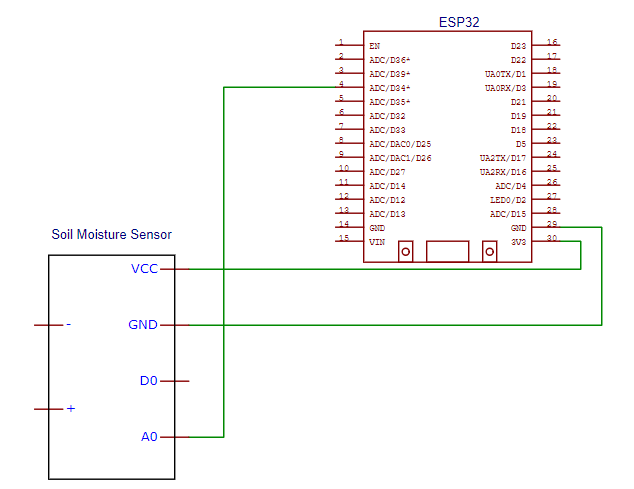 ESP32
1 EN D23 16
2 ADC/D36* D22 17
3 ADC/D39* UA0TX/D1 18
4 ADC/D34* UA0RX/D3 19
5 ADC/D35* D21 20
6 ADC/D32 D19 21
7 ADC/D33 D18 22
8 ADC/DAC0/D25 D5 23
9 ADC/DAC1/D26 UA2TX/D17 24
10 ADC/D27 UA2RX/D16 25
11 ADC/D14 ADC/D4 26
12 ADC/D12 LED0/D2 27
13 ADC/D13 ADC/D15 28
14 GND GND 29
15 VIN 3V3 30
Soil Moisture Sensor
VCC
- GND
D0
+
A0